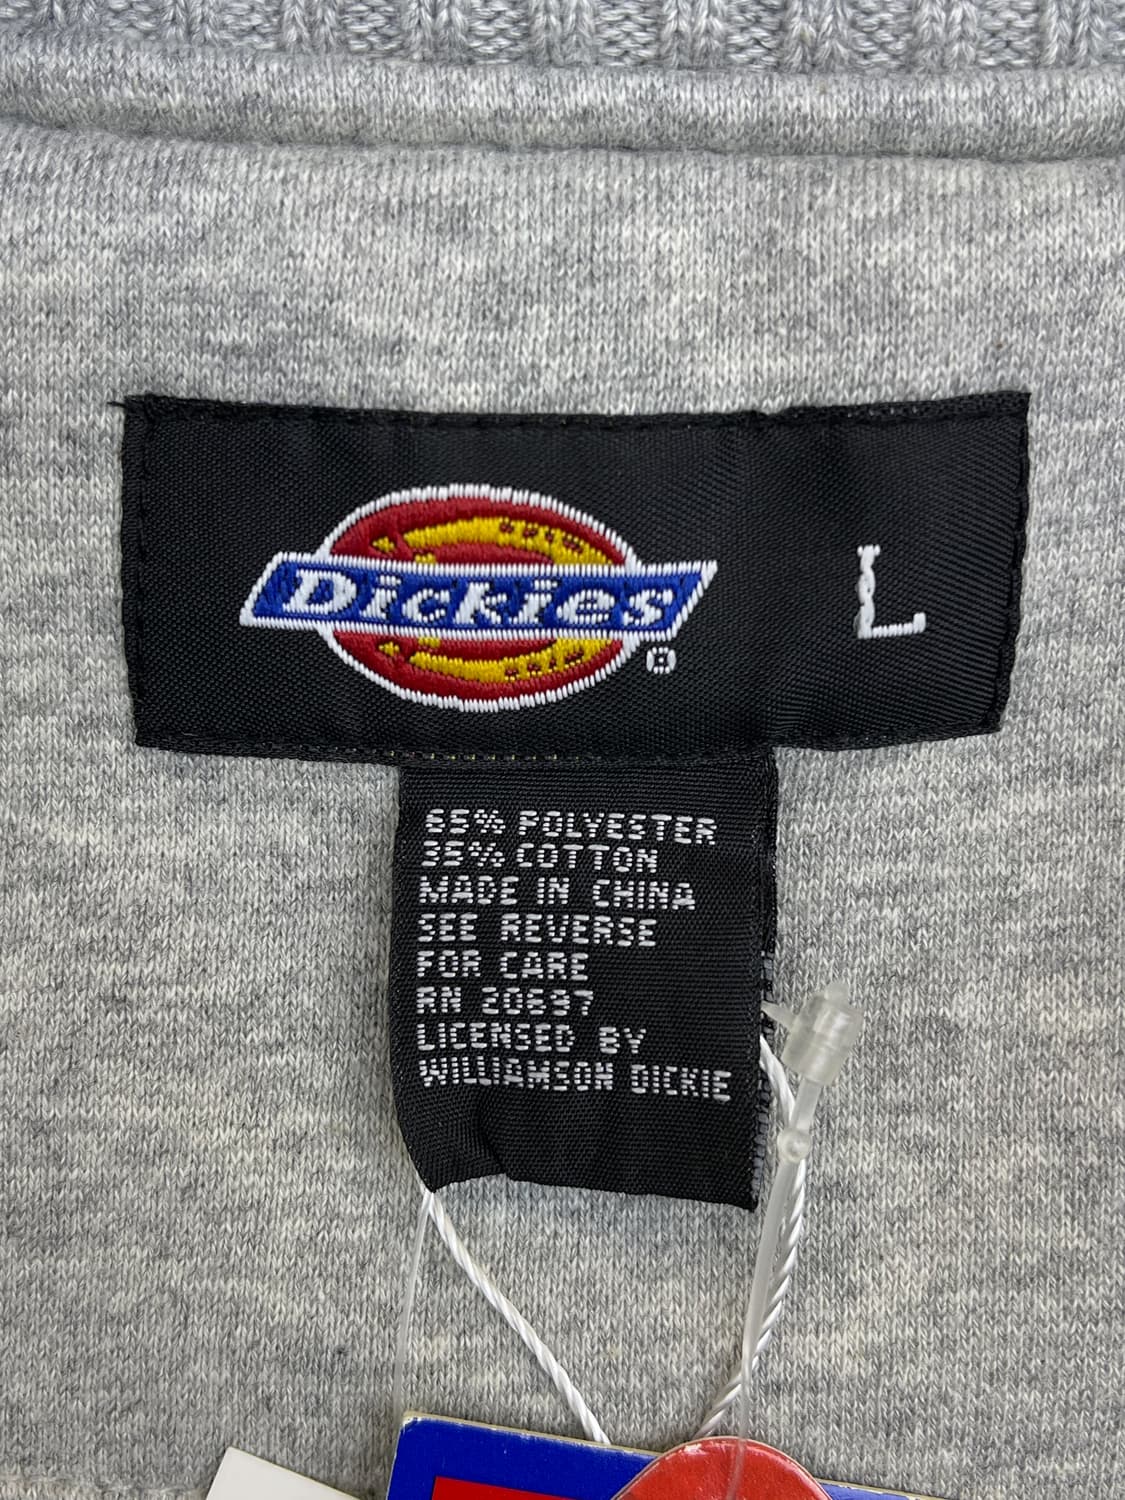 Dickies
®
L
65% POLYESTER
35% COTTON
MADE IN CHINA
SEE REVERSE
FOR CARE
RN 20697
LICENSED BY
WILLIAMSON DICKIE